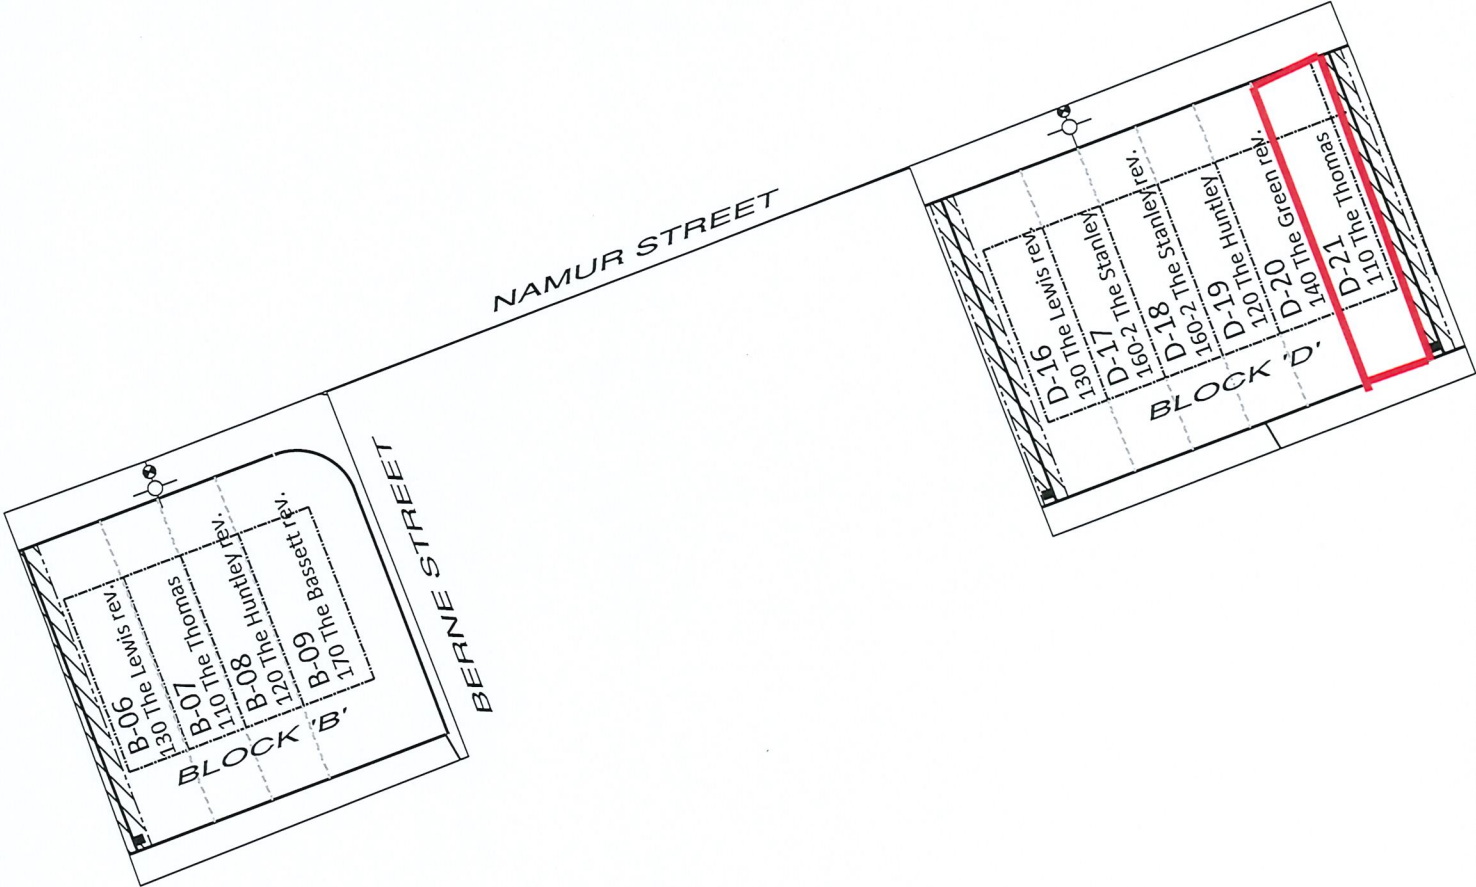 NAMUR STREET
BERNE STREET
B-06
130 The Lewis rev.
B-07
110 The Thomas
B-08
120 The Huntley rev.
B-09
170 The Bassett rev.
BLOCK 'B'
D-16
130 The Lewis rev.
D-17
160-2 The Stanley
D-18
160-2 The Stanley rev.
D-19
120 The Huntley
D-20
140 The Green rev.
D-21
110 The Thomas
BLOCK 'D'